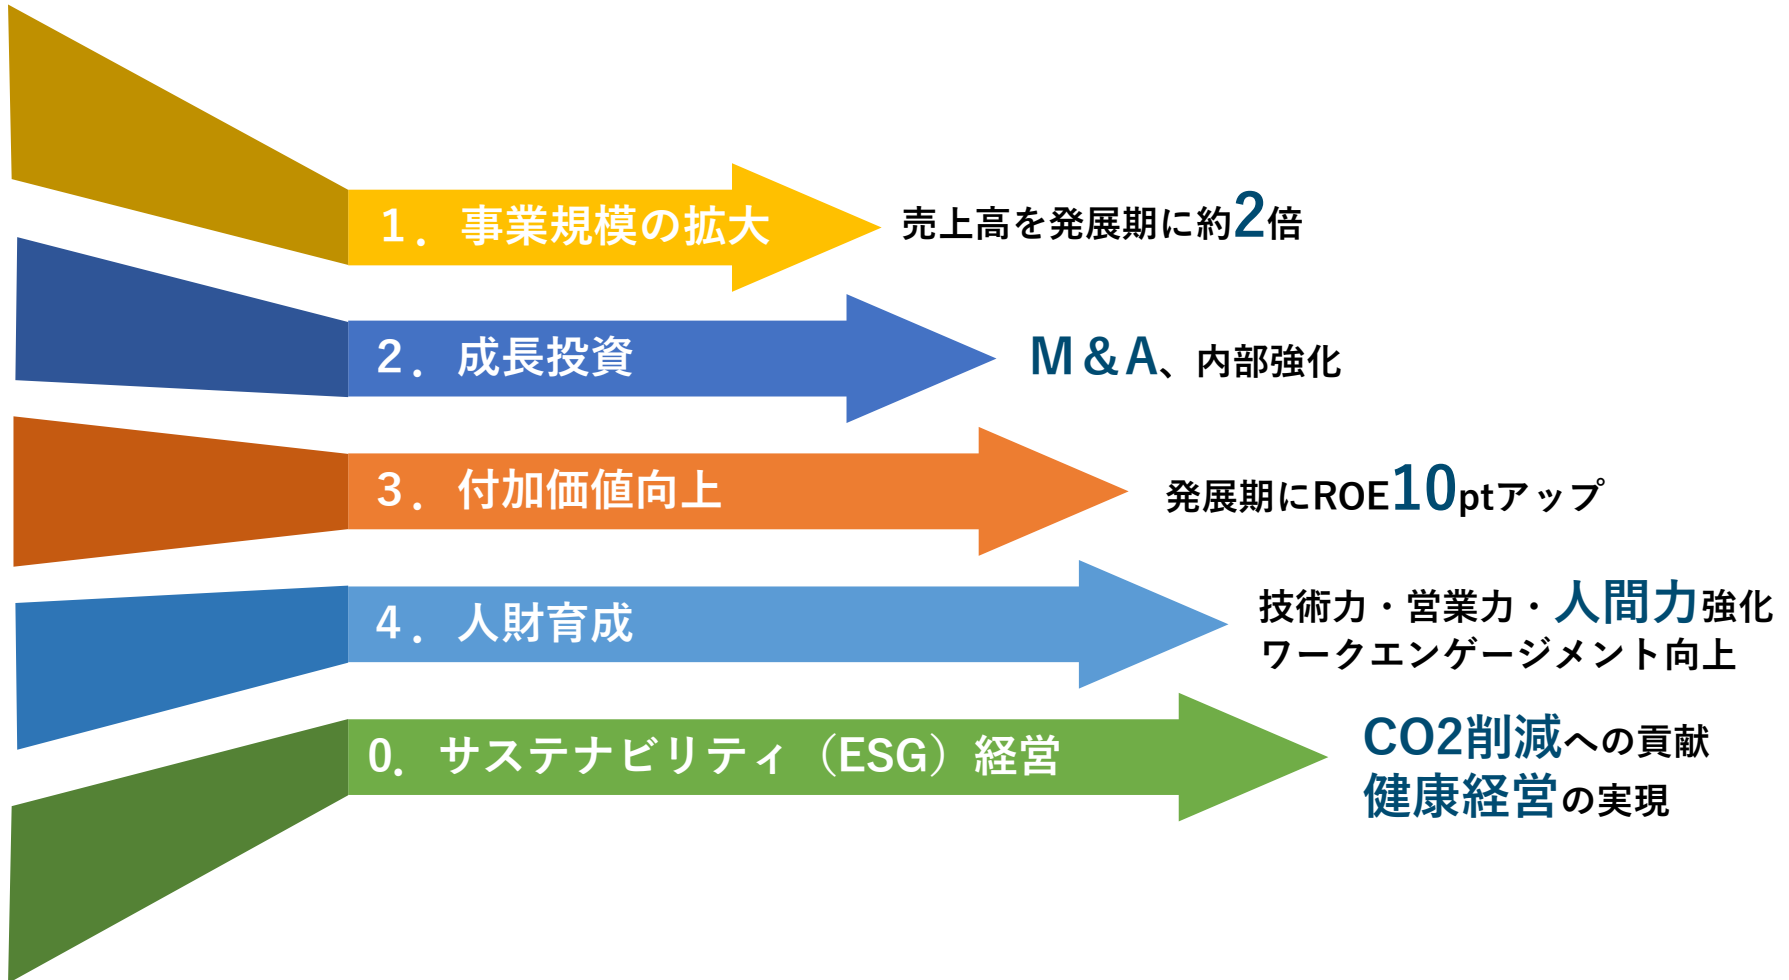 １．事業規模の拡大
売上高を発展期に約2倍
２．成長投資
Ｍ＆Ａ、内部強化
３．付加価値向上
発展期にROE10ptアップ
４．人財育成
技術力・営業力・人間力強化
ワークエンゲージメント向上
0．サステナビリティ（ESG）経営
CO2削減への貢献
健康経営の実現